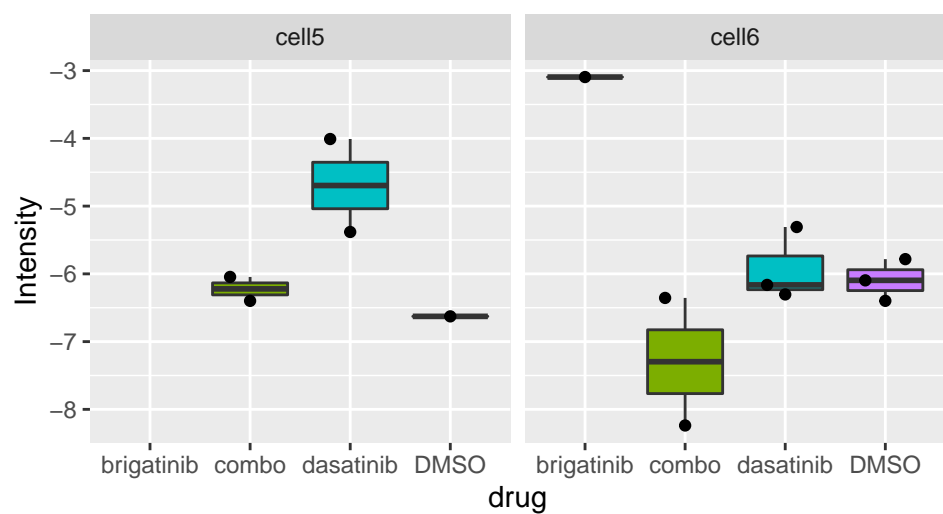 cell5 cell6
Intensity
−3
−4
−5
−6
−7
−8
brigatinib combo dasatinib DMSO brigatinib combo dasatinib DMSO
drug